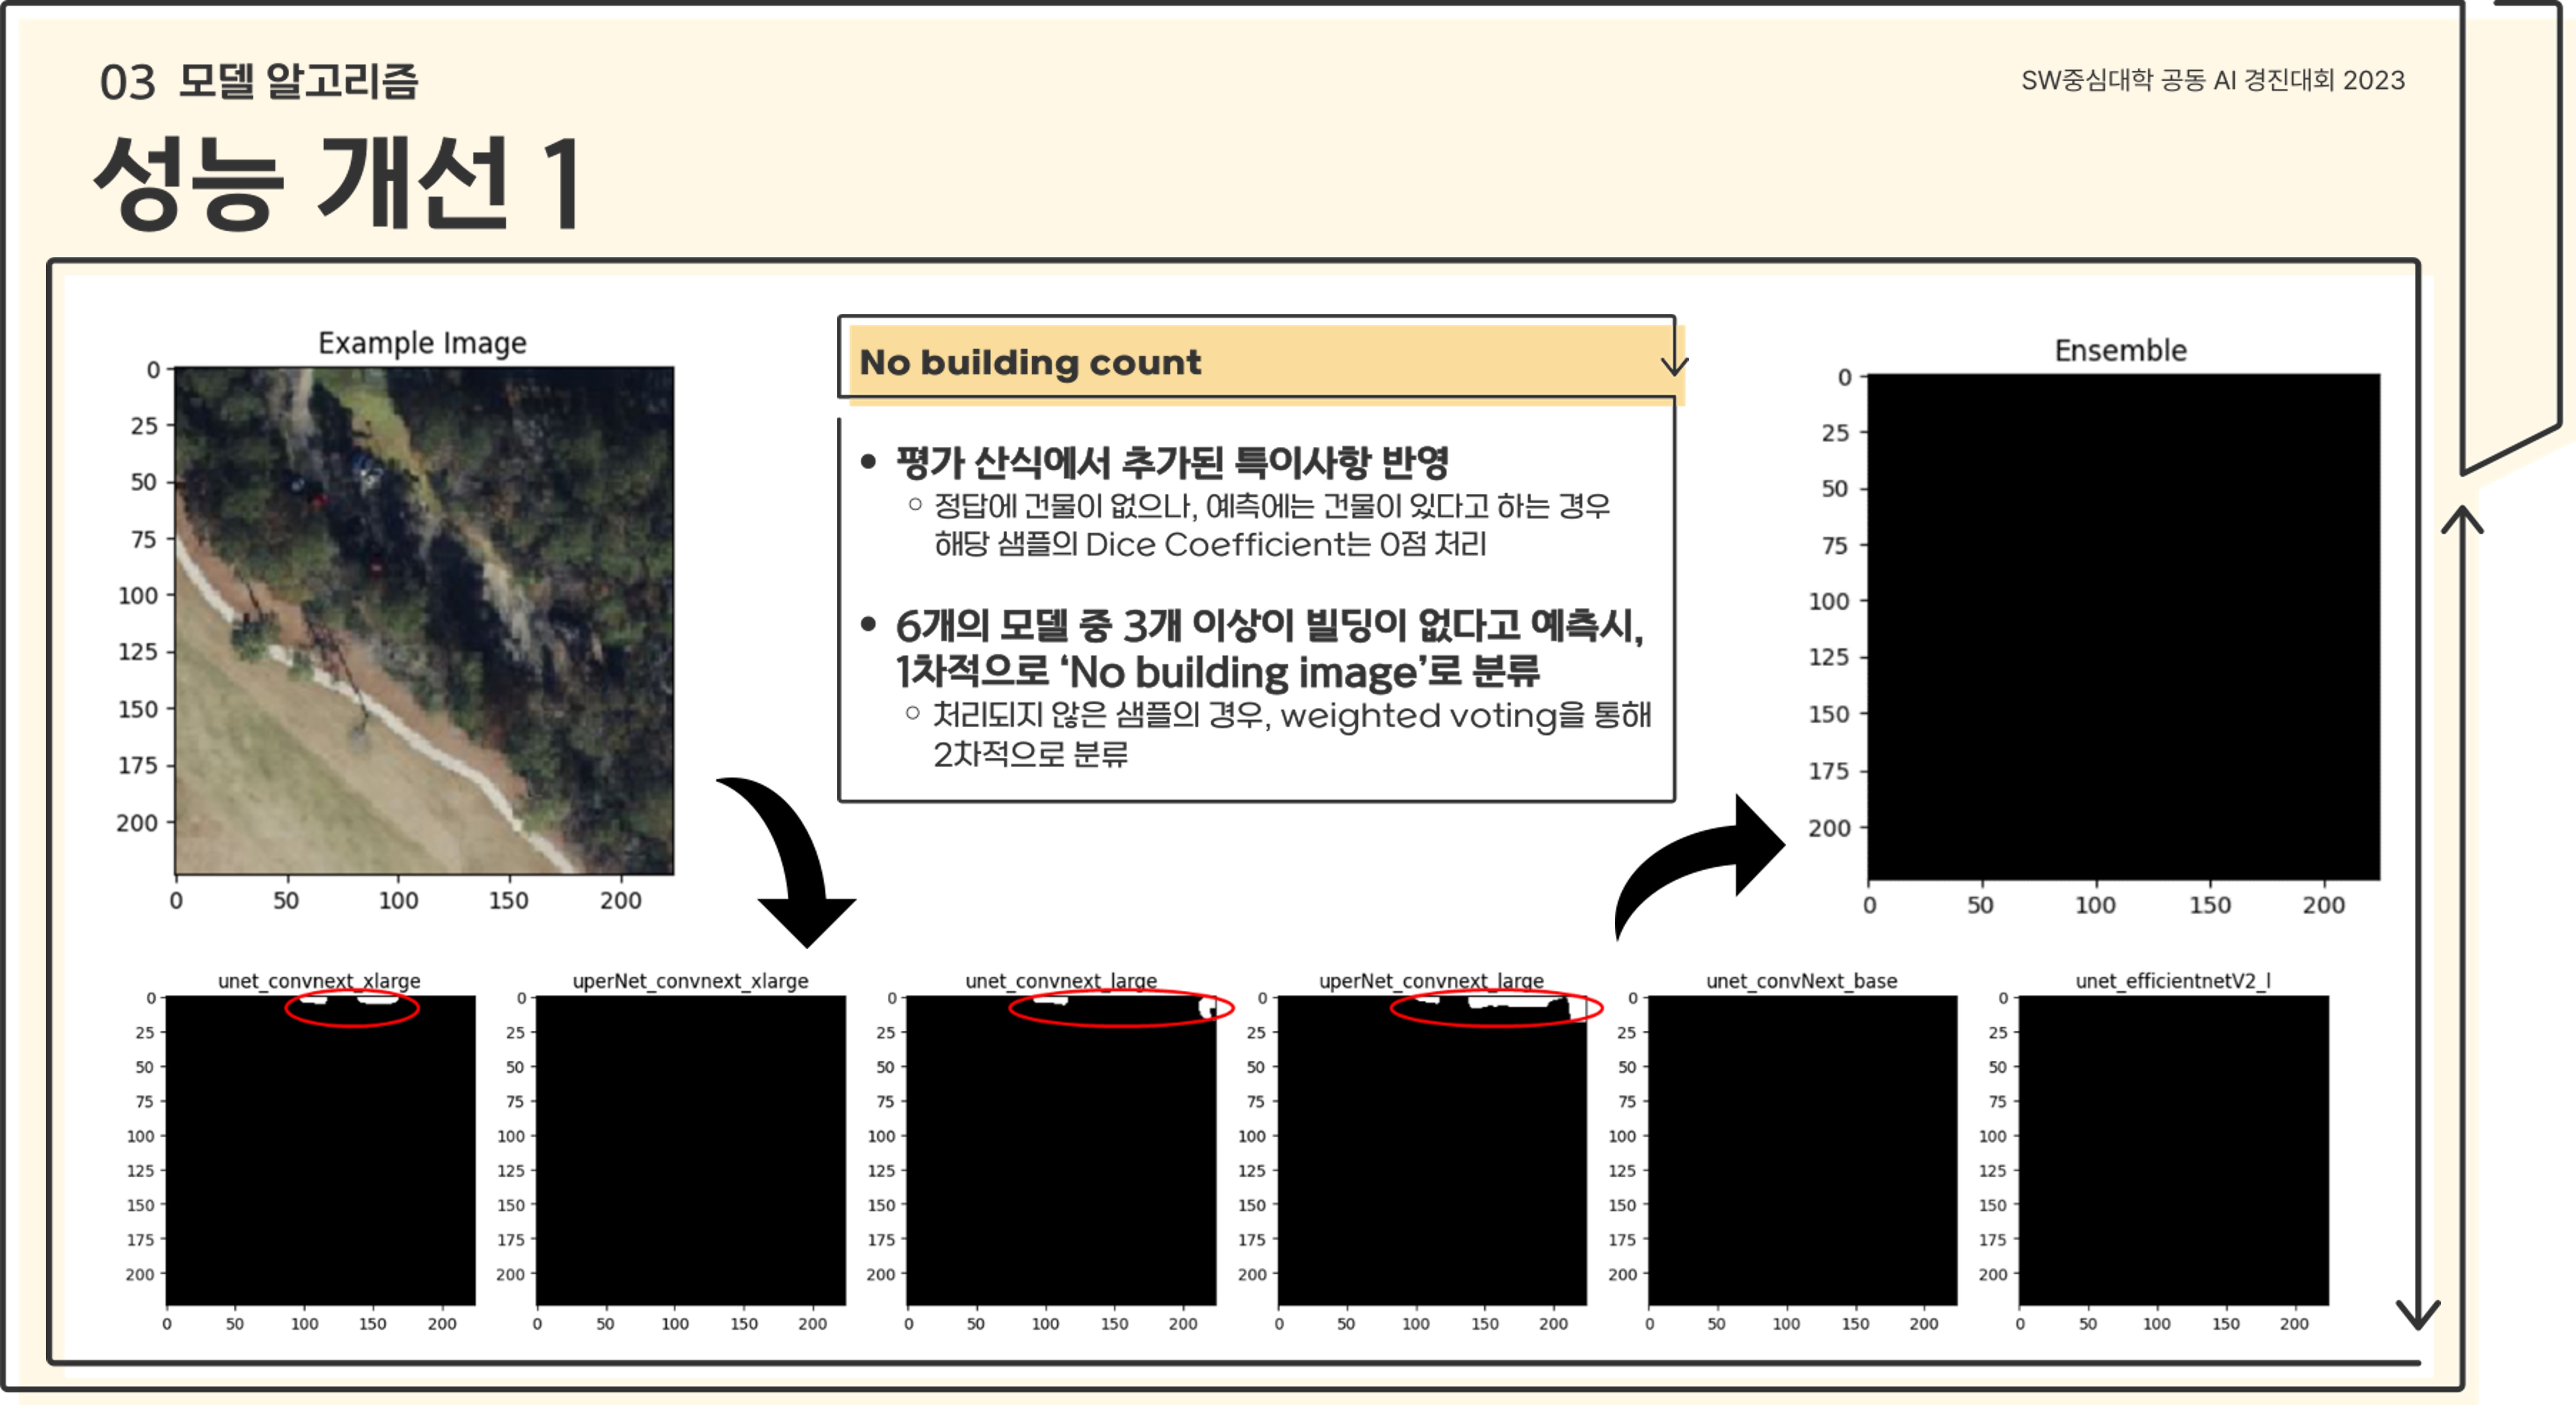 03 모델 알고리즘
SW중심대학 공동 AI 경진대회 2023
성능 개선 1
Example Image
0
25
50
75
100
125
150
175
200
0 50 100 150 200
No building count
• 평가 산식에서 추가된 특이사항 반영
◦ 정답에 건물이 없으나, 예측에는 건물이 있다고 하는 경우
해당 샘플의 Dice Coefficient는 0점 처리
• 6개의 모델 중 3개 이상이 빌딩이 없다고 예측시,
1차적으로 ‘No building image’로 분류
◦ 처리되지 않은 샘플의 경우, weighted voting을 통해
2차적으로 분류
Ensemble
0
25
50
75
100
125
150
175
200
0 50 100 150 200
unet_convnext_xlarge
0
25
50
75
100
125
150
175
200
0 50 100 150 200
uperNet_convnext_xlarge
0
25
50
75
100
125
150
175
200
0 50 100 150 200
unet_convnext_large
0
25
50
75
100
125
150
175
200
0 50 100 150 200
uperNet_convnext_large
0
25
50
75
100
125
150
175
200
0 50 100 150 200
unet_convNext_base
0
25
50
75
100
125
150
175
200
0 50 100 150 200
unet_efficientnetV2_l
0
25
50
75
100
125
150
175
200
0 50 100 150 200